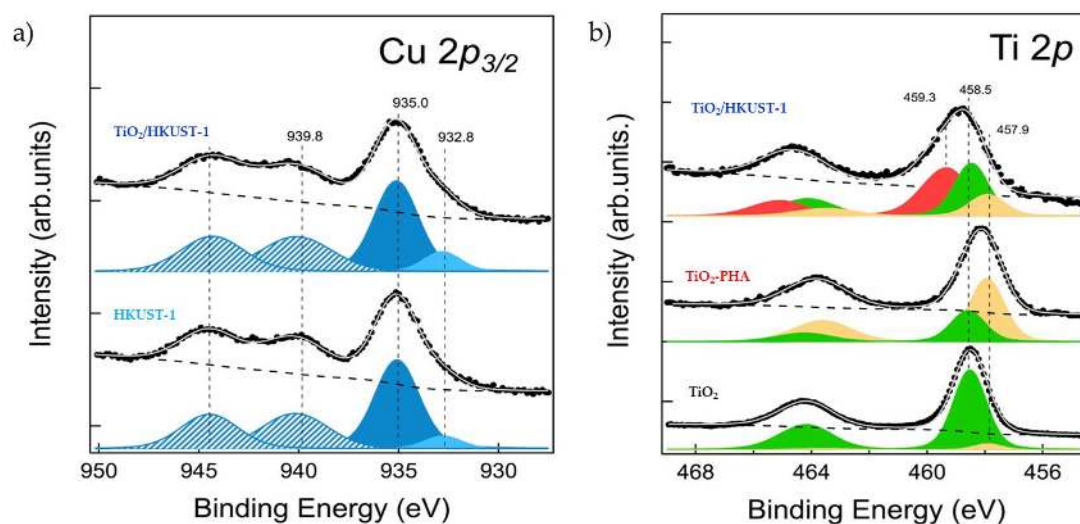 a)
Cu 2p3/2
935.0
TiO2/HKUST-1
939.8
932.8
HKUST-1
Intensity (arb.units)
950
945
940
935
930
Binding Energy (eV)
b)
Ti 2p
459.3
458.5
TiO2/HKUST-1
457.9
TiO2-PHA
TiO2
Intensity (arb.units.)
468
464
460
456
Binding Energy (eV)